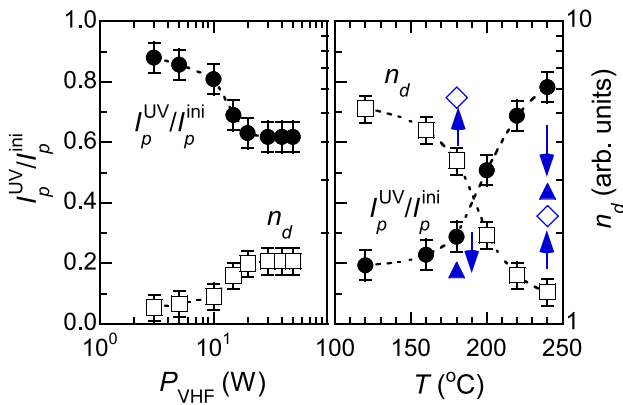 1.0
0.8
0.6
0.4
0.2
0.0
I_p^UV/I_p^ini
I_p^UV/I_p^ini
n_d
10^0
10^1
P_VHF (W)
n_d
I_p^UV/I_p^ini
100
150
200
250
T (°C)
10
1
n_d (arb. units)